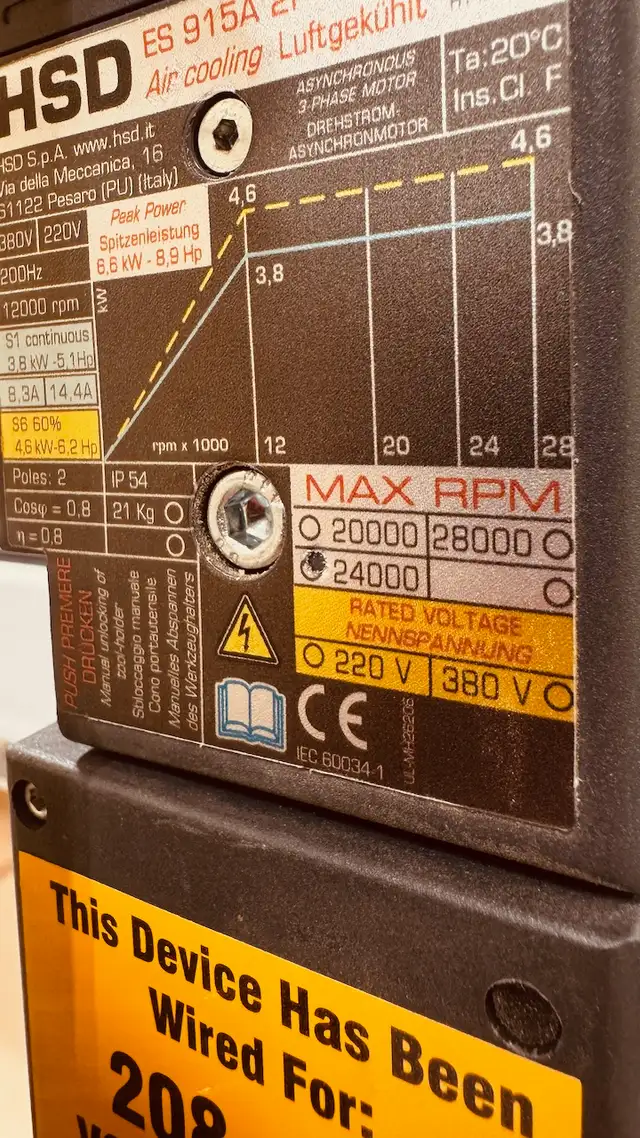 HSD
ES 915A
Air cooling Luftgekühlt
ASYNCHRONOUS
3-PHASE MOTOR
DREHSTROM-
ASYNCHRONMOTOR
Ta:20°C
Ins.Cl. F
HSD S.p.A. www.hsd.it
Via della Meccanica, 16
61122 Pesaro (PU) (Italy)
380V 220V
200Hz
12000 rpm
S1 continuous
3,8 kW -5,1Hp
8,3A 14,4A
S6 60%
4,6 kW-6,2 Hp
Peak Power
Spitzenleistung
6,6 kW - 8,9 Hp
kW
4,6
4,6
3,8
3,8
rpm x 1000 12 20 24 28
Poles: 2 IP 54
Cosφ = 0,8 21 Kg
η = 0,8
MAX RPM
20000 28000
24000
RATED VOLTAGE
NENNSPANNUNG
220 V 380 V
PUSH PREMERE
DRÜCKEN
Manual unlocking of
tool-holder
Sbloccaggio manuale
Cono portautensile
Manuelles Abspannen
des Werkzeughalters
CE
IEC 60034-1
This Device Has Been
Wired For:
208